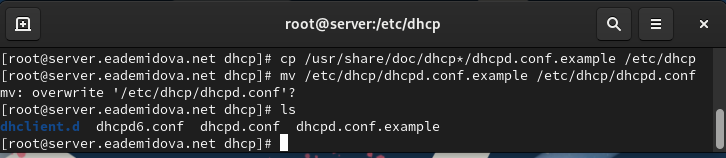 root@server:/etc/dhcp
[root@server.eademidova.net dhcp]# cp /usr/share/doc/dhcp*/dhcpd.conf.example /etc/dhcp
[root@server.eademidova.net dhcp]# mv /etc/dhcp/dhcpd.conf.example /etc/dhcp/dhcpd.conf
mv: overwrite '/etc/dhcp/dhcpd.conf'?
[root@server.eademidova.net dhcp]# ls
dhclient.d  dhcpd6.conf  dhcpd.conf  dhcpd.conf.example
[root@server.eademidova.net dhcp]#